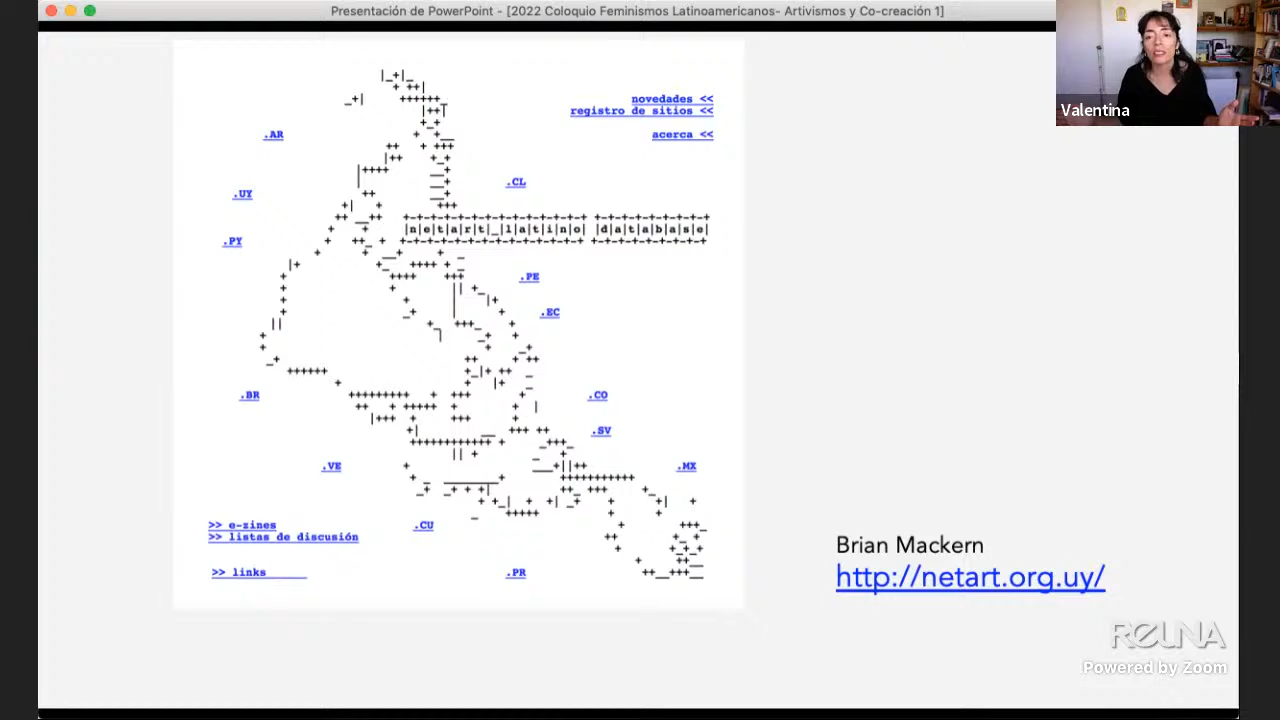 Presentación de PowerPoint - [2022 Coloquio Feminismos Latinoamericanos- Artivismos y Co-creación 1]
Valentina
novedades <<
registro de sitios <<
acerca <<
.AR
.CL
.UY
|n|e|t|a|r|t|_|l|a|t|i|n|o| |d|a|t|a|b|a|s|e|
.PY
.PE
.EC
.BR
.CO
.SV
.VE
.MX
>> e-zines
.CU
>> listas de discusión
>> links
.PR
Brian Mackern
http://netart.org.uy/
REUNA
Powered by Zoom